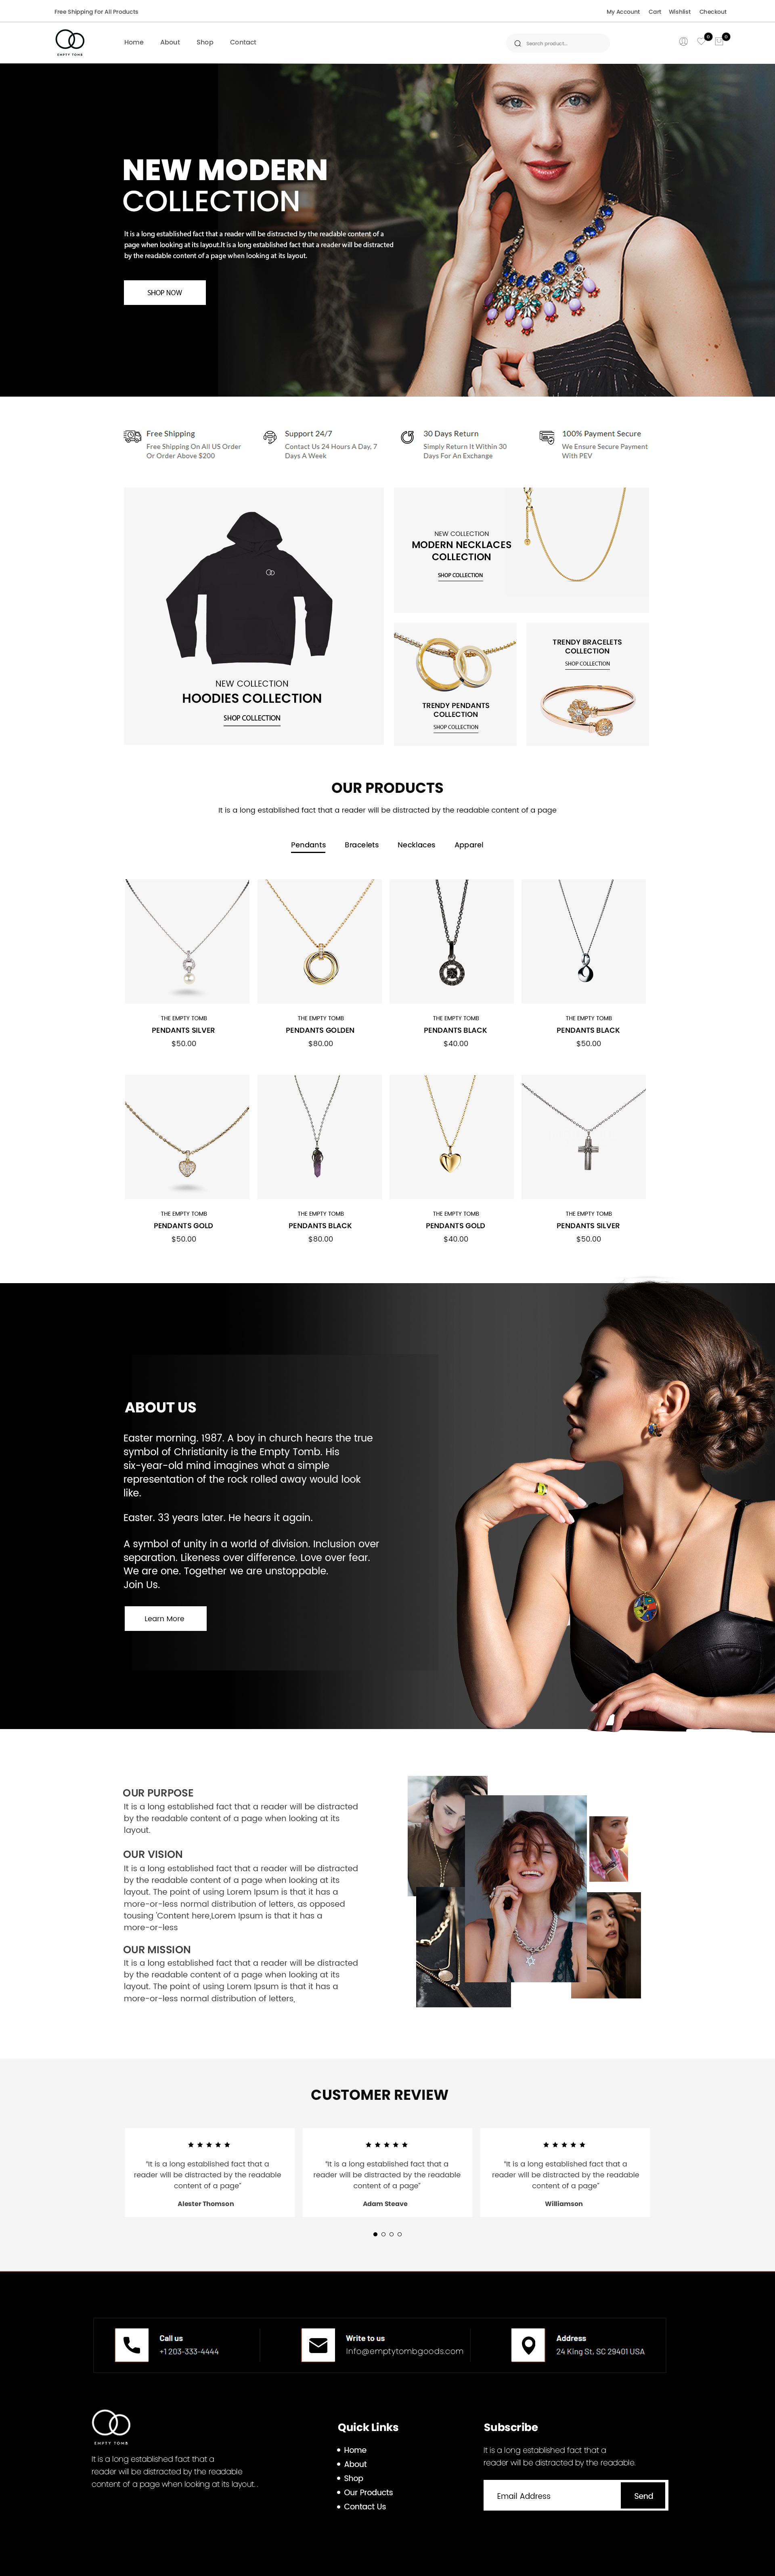 Free Shipping For All Products
My Account Cart Wishlist Checkout
EMPTY TOMB
Home About Shop Contact
Search product...
0 0
NEW MODERN
COLLECTION
It is a long established fact that a reader will be distracted by the readable content of a
page when looking at its layout.It is a long established fact that a reader will be distracted
by the readable content of a page when looking at its layout.
SHOP NOW
Free Shipping
Free Shipping On All US Order
Or Order Above $200
Support 24/7
Contact Us 24 Hours A Day, 7
Days A Week
30 Days Return
Simply Return It Within 30
Days For An Exchange
100% Payment Secure
We Ensure Secure Payment
With PEV
NEW COLLECTION
HOODIES COLLECTION
SHOP COLLECTION
NEW COLLECTION
MODERN NECKLACES
COLLECTION
SHOP COLLECTION
TRENDY PENDANTS
COLLECTION
SHOP COLLECTION
TRENDY BRACELETS
COLLECTION
SHOP COLLECTION
OUR PRODUCTS
It is a long established fact that a reader will be distracted by the readable content of a page
Pendants Bracelets Necklaces Apparel
THE EMPTY TOMB
PENDANTS SILVER
$50.00
THE EMPTY TOMB
PENDANTS GOLDEN
$80.00
THE EMPTY TOMB
PENDANTS BLACK
$40.00
THE EMPTY TOMB
PENDANTS BLACK
$50.00
THE EMPTY TOMB
PENDANTS GOLD
$50.00
THE EMPTY TOMB
PENDANTS BLACK
$80.00
THE EMPTY TOMB
PENDANTS GOLD
$40.00
THE EMPTY TOMB
PENDANTS SILVER
$50.00
ABOUT US
Easter morning. 1987. A boy in church hears the true
symbol of Christianity is the Empty Tomb. His
six-year-old mind imagines what a simple
representation of the rock rolled away would look
like.
Easter. 33 years later. He hears it again.
A symbol of unity in a world of division. Inclusion over
separation. Likeness over difference. Love over fear.
We are one. Together we are unstoppable.
Join Us.
Learn More
OUR PURPOSE
It is a long established fact that a reader will be distracted
by the readable content of a page when looking at its
layout.
OUR VISION
It is a long established fact that a reader will be distracted
by the readable content of a page when looking at its
layout. The point of using Lorem Ipsum is that it has a
more-or-less normal distribution of letters, as opposed
tousing 'Content here,Lorem Ipsum is that it has a
more-or-less
OUR MISSION
It is a long established fact that a reader will be distracted
by the readable content of a page when looking at its
layout. The point of using Lorem Ipsum is that it has a
more-or-less normal distribution of letters,
CUSTOMER REVIEW
"It is a long established fact that a
reader will be distracted by the readable
content of a page"
Alester Thomson
"It is a long established fact that a
reader will be distracted by the readable
content of a page"
Adam Steave
"It is a long established fact that a
reader will be distracted by the readable
content of a page"
Williamson
Call us
+1 203-333-4444
Write to us
Info@emptytombgoods.com
Address
24 King St, SC 29401 USA
EMPTY TOMB
It is a long established fact that a
reader will be distracted by the readable
content of a page when looking at its layout. .
Quick Links
Home
About
Shop
Our Products
Contact Us
Subscribe
It is a long established fact that a
reader will be distracted by the readable.
Email Address
Send